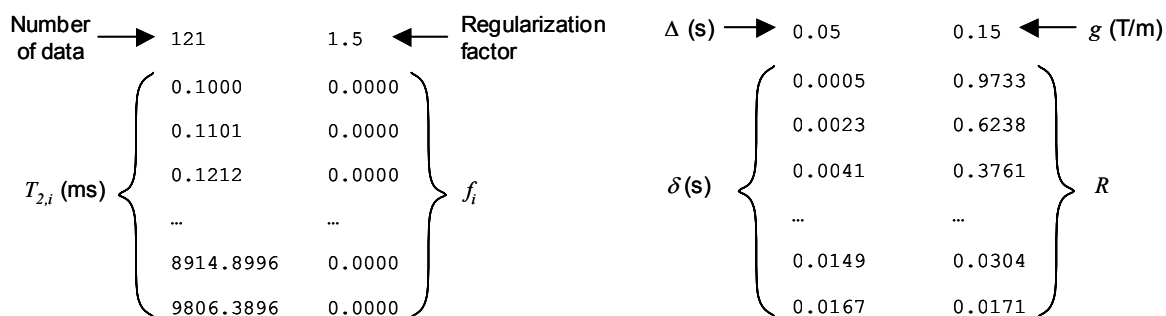 Number of data 121 1.5 Regularization factor
T2,i (ms)
0.1000 0.0000
0.1101 0.0000
0.1212 0.0000
… …
8914.8996 0.0000
9806.3896 0.0000
fi
Δ (s) 0.05 0.15 g (T/m)
δ(s)
0.0005 0.9733
0.0023 0.6238
0.0041 0.3761
… …
0.0149 0.0304
0.0167 0.0171
R